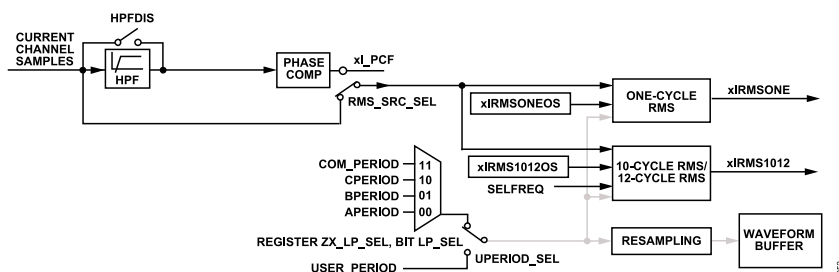 HPFDIS
CURRENT
CHANNEL
SAMPLES
HPF
PHASE
COMP
xI_PCF
RMS_SRC_SEL
xIRMSONEOS
ONE-CYCLE
RMS
xIRMSONE
xIRMS1012OS
SELFREQ
10-CYCLE RMS/
12-CYCLE RMS
xIRMS1012
COM_PERIOD 11
CPERIOD 10
BPERIOD 01
APERIOD 00
REGISTER ZX_LP_SEL, BIT LP_SEL
UPERIOD_SEL
USER_PERIOD
RESAMPLING
WAVEFORM
BUFFER